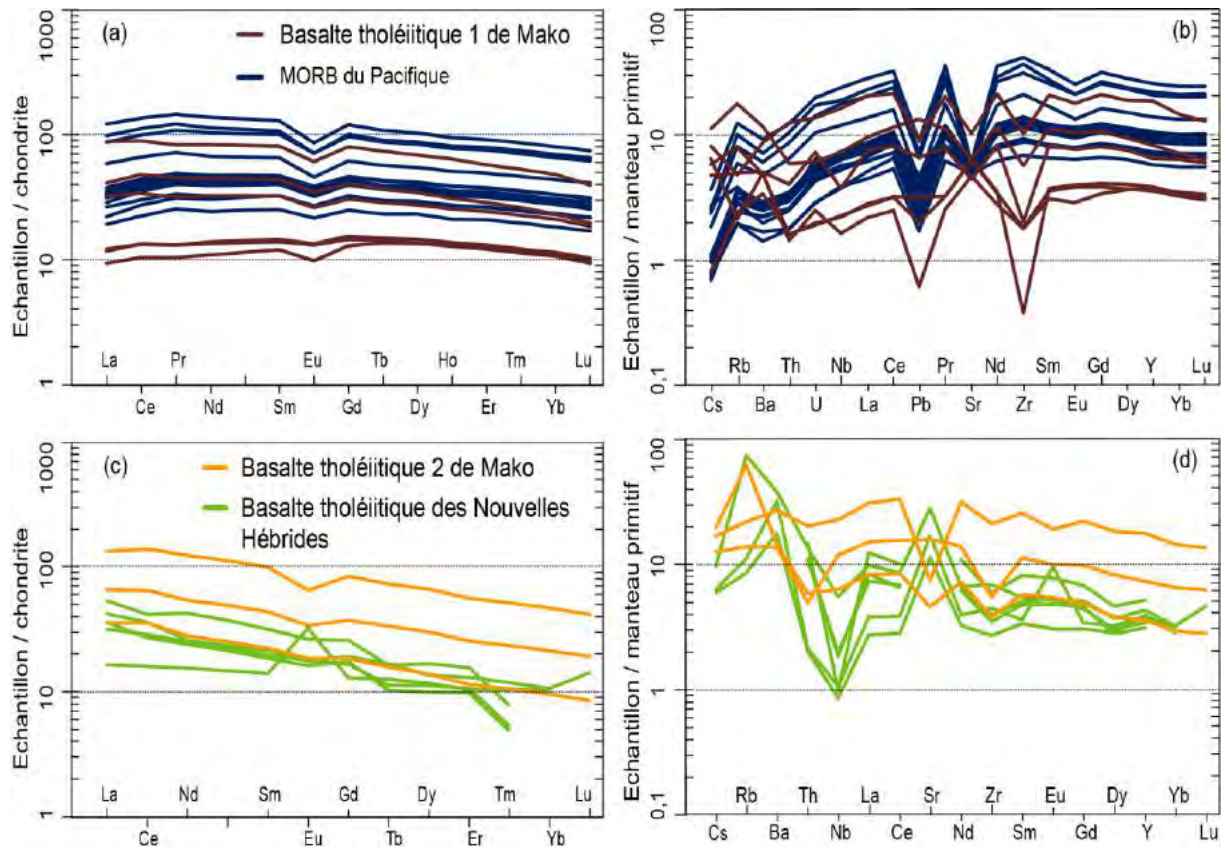 (a)
Basalte tholéiitique 1 de Mako
MORB du Pacifique
Echantillon / chondrite
1000
100
10
1
La Pr Eu Tb Ho Tm Lu
Ce Nd Sm Gd Dy Er Yb
(b)
Echantillon / manteau primitif
100
10
1
0,1
Rb Th Nb Ce Pr Nd Sm Gd Y Lu
Cs Ba U La Pb Sr Zr Eu Dy Yb
(c)
Basalte tholéiitique 2 de Mako
Basalte tholéiitique des Nouvelles
Hébrides
Echantillon / chondrite
1000
100
10
1
La Nd Sm Gd Dy Tm Lu
Ce Eu Tb Er Yb
(d)
Echantillon / manteau primitif
100
10
1
0.1
Rb Th La Sr Zr Eu Dy Yb
Cs Ba Nb Ce Nd Sm Gd Y Lu